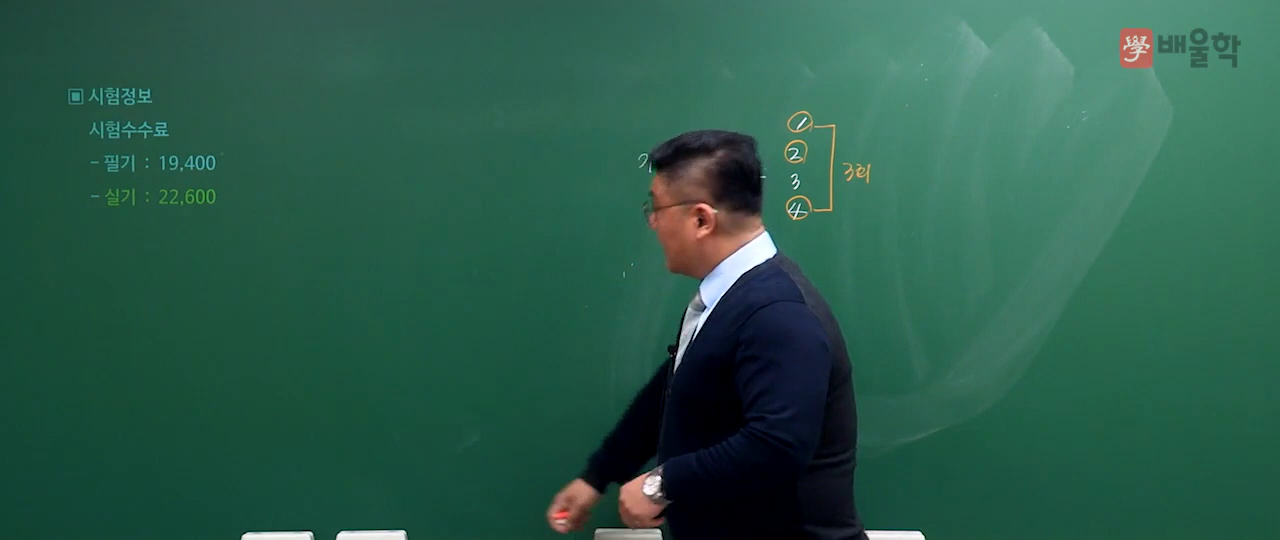 ▣ 시험정보
시험수수료
- 필기 : 19,400
- 실기 : 22,600
學 배울학
1
2
3
4
3회